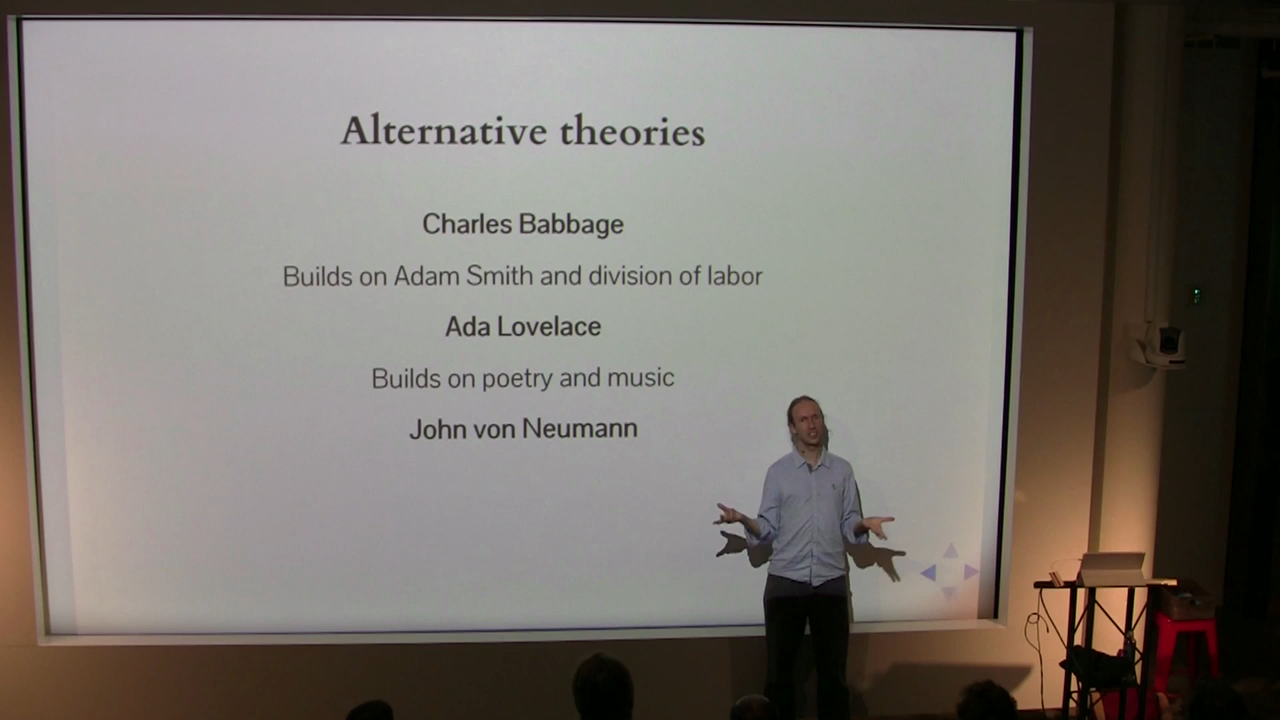 Alternative theories
Charles Babbage
Builds on Adam Smith and division of labor
Ada Lovelace
Builds on poetry and music
John von Neumann